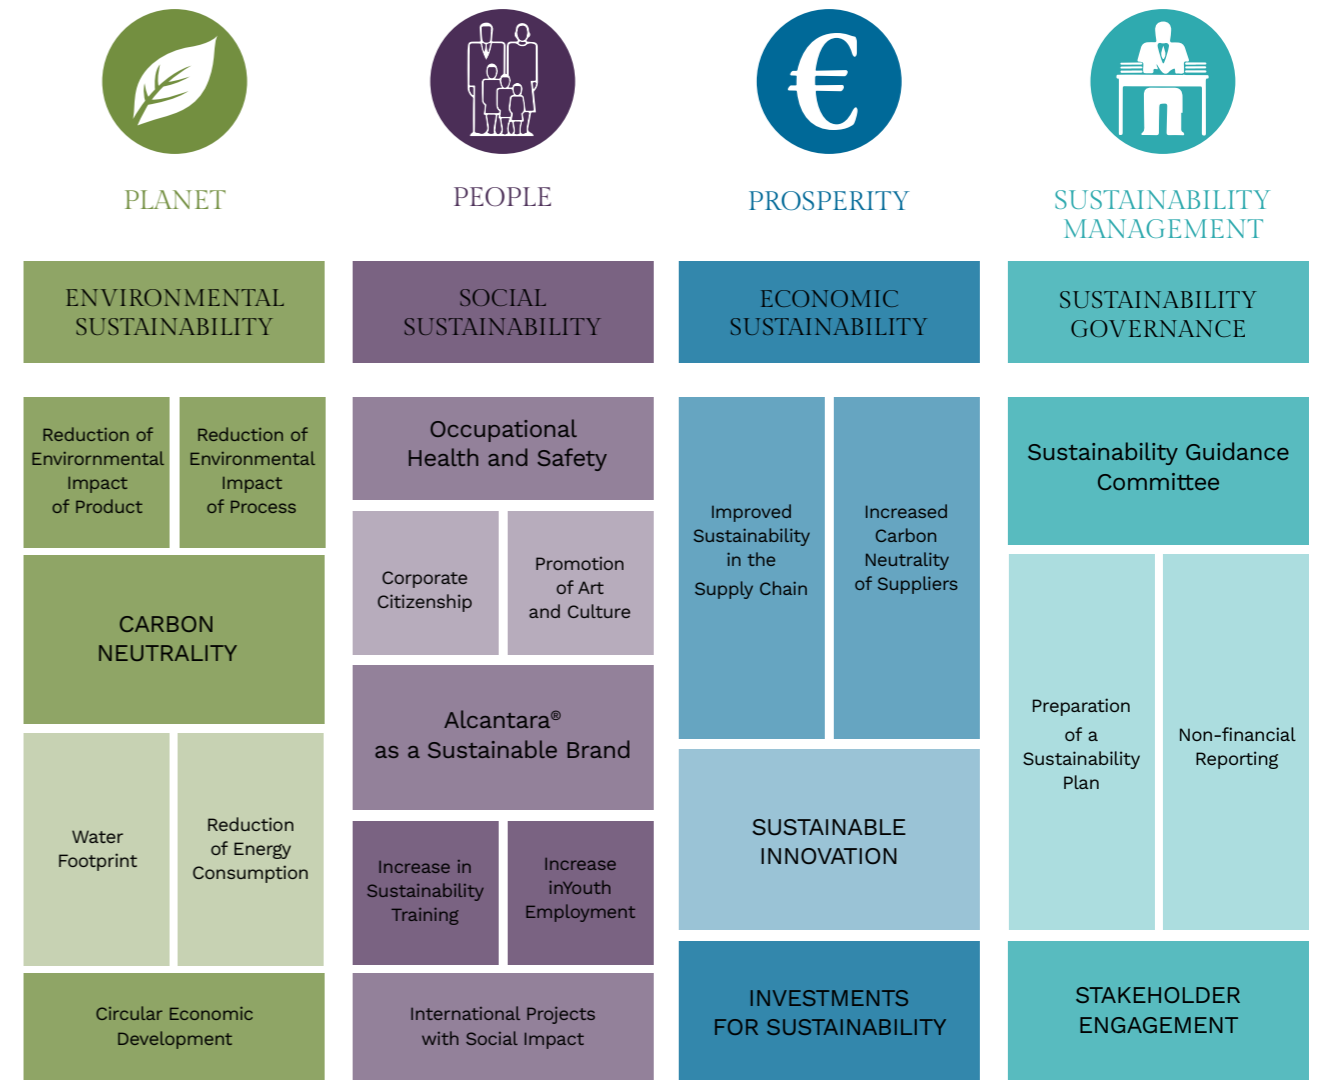 PLANET
PEOPLE
PROSPERITY
SUSTAINABILITY
MANAGEMENT
ENVIRONMENTAL
SUSTAINABILITY
SOCIAL
SUSTAINABILITY
ECONOMIC
SUSTAINABILITY
SUSTAINABILITY
GOVERNANCE
Reduction of
Envirornmental
Impact
of Product
Reduction of
Environmental
Impact
of Process
CARBON
NEUTRALITY
Water
Footprint
Reduction
of Energy
Consumption
Circular Economic
Development
Occupational
Health and Safety
Corporate
Citizenship
Promotion
of Art
and Culture
Alcantara®
as a Sustainable Brand
Increase in
Sustainability
Training
Increase
inYouth
Employment
International Projects
with Social Impact
Improved
Sustainability
in the
Supply Chain
Increased
Carbon
Neutrality
of Suppliers
SUSTAINABLE
INNOVATION
INVESTMENTS
FOR SUSTAINABILITY
Sustainability Guidance
Committee
Preparation
of a
Sustainability
Plan
Non-financial
Reporting
STAKEHOLDER
ENGAGEMENT